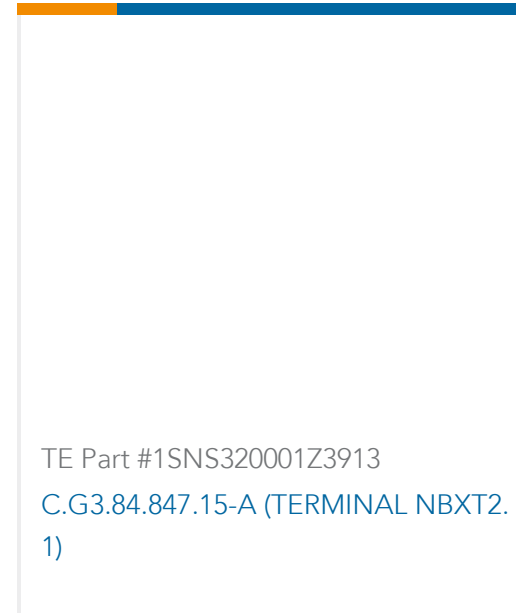 TE Part #1SNS320001Z3913
C.G3.84.847.15-A (TERMINAL NBXT2.
1)